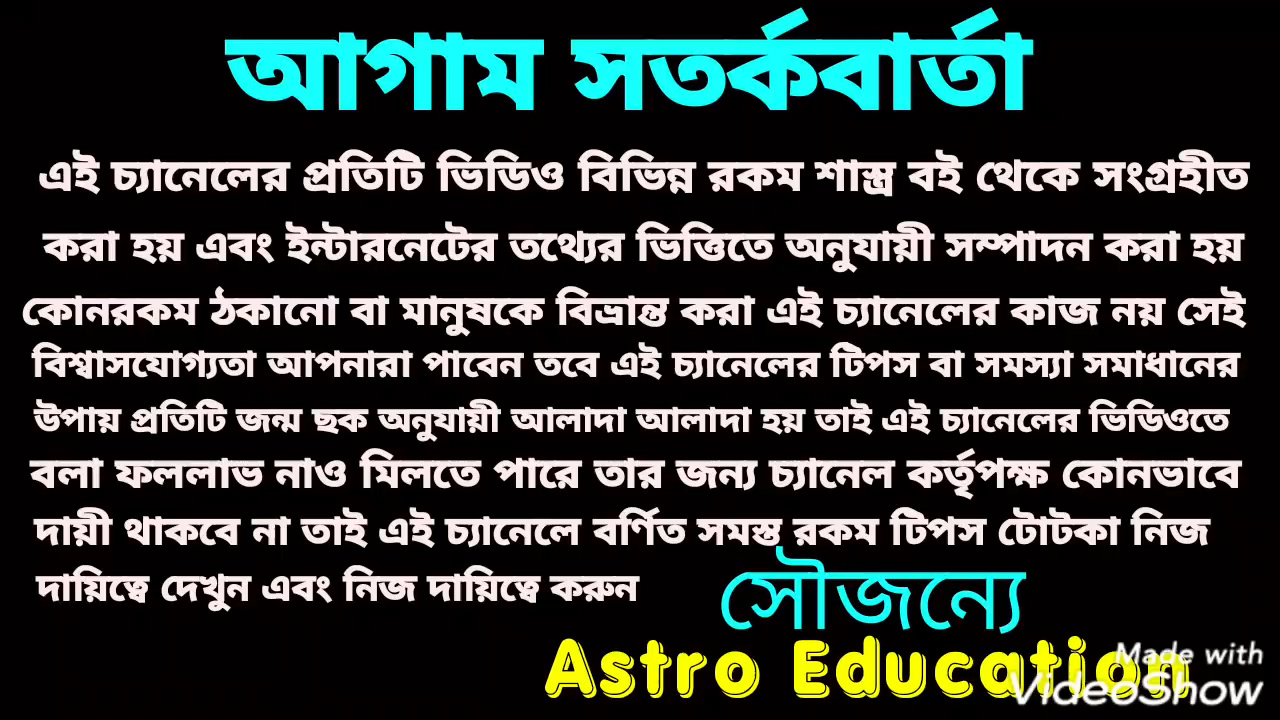 আগাম সতর্কবার্তা
এই চ্যানেলের প্রতিটি ভিডিও বিভিন্ন রকম শাস্ত্র বই থেকে সংগ্রহীত
করা হয় এবং ইন্টারনেটের তথ্যের ভিত্তিতে অনুযায়ী সম্পাদন করা হয়
কোনরকম ঠকানো বা মানুষকে বিভ্রান্ত করা এই চ্যানেলের কাজ নয় সেই
বিশ্বাসযোগ্যতা আপনারা পাবেন তবে এই চ্যানেলের টিপস বা সমস্যা সমাধানের
উপায় প্রতিটি জন্ম ছক অনুযায়ী আলাদা আলাদা হয় তাই এই চ্যানেলের ভিডিওতে
বলা ফললাভ নাও মিলতে পারে তার জন্য চ্যানেল কর্তৃপক্ষ কোনভাবে
দায়ী থাকবে না তাই এই চ্যানেলে বর্ণিত সমস্ত রকম টিপস টোটকা নিজ
দায়িত্বে দেখুন এবং নিজ দায়িত্বে করুন
সৌজন্যে
Astro Education
Made with
VideoShow